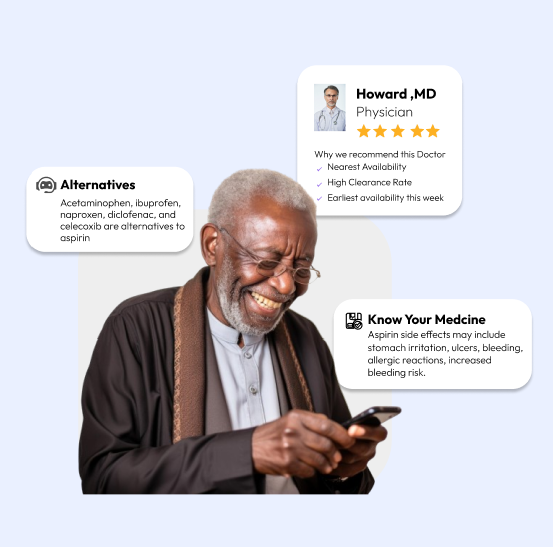 Howard ,MD
Physician
Why we recommend this Doctor
Nearest Availability
High Clearance Rate
Earliest availability this week
Alternatives
Acetaminophen, ibuprofen,
naproxen, diclofenac, and
celecoxib are alternatives to
aspirin
Know Your Medcine
Aspirin side effects may include
stomach irritation, ulcers, bleeding,
allergic reactions, increased
bleeding risk.